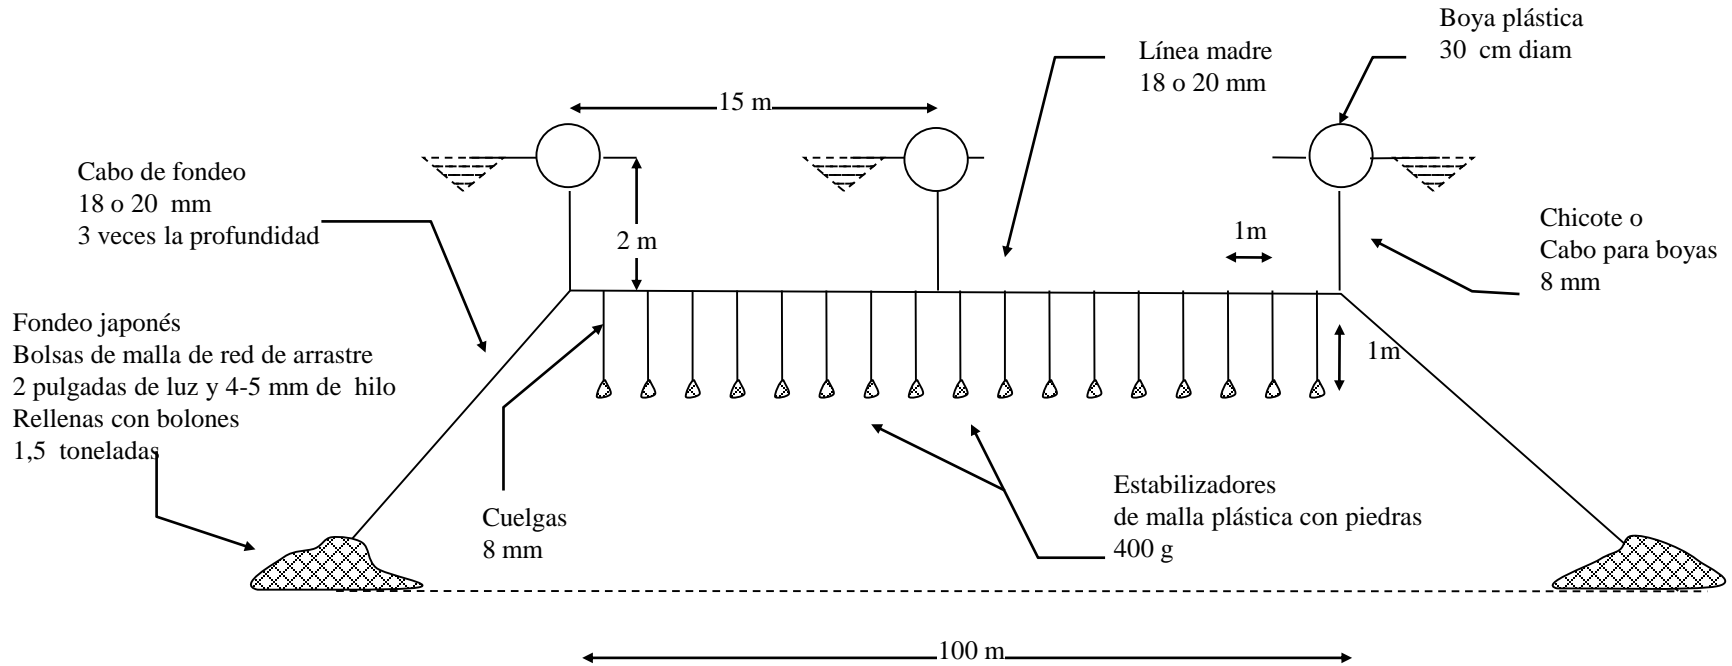 Boya plástica
30 cm diam
Línea madre
18 o 20 mm
15 m
Cabo de fondeo
18 o 20 mm
3 veces la profundidad
2 m
1m
Chicote o
Cabo para boyas
8 mm
Fondeo japonés
Bolsas de malla de red de arrastre
2 pulgadas de luz y 4-5 mm de hilo
Rellenas con bolones
1,5 toneladas
1m
Cuelgas
8 mm
Estabilizadores
de malla plástica con piedras
400 g
100 m